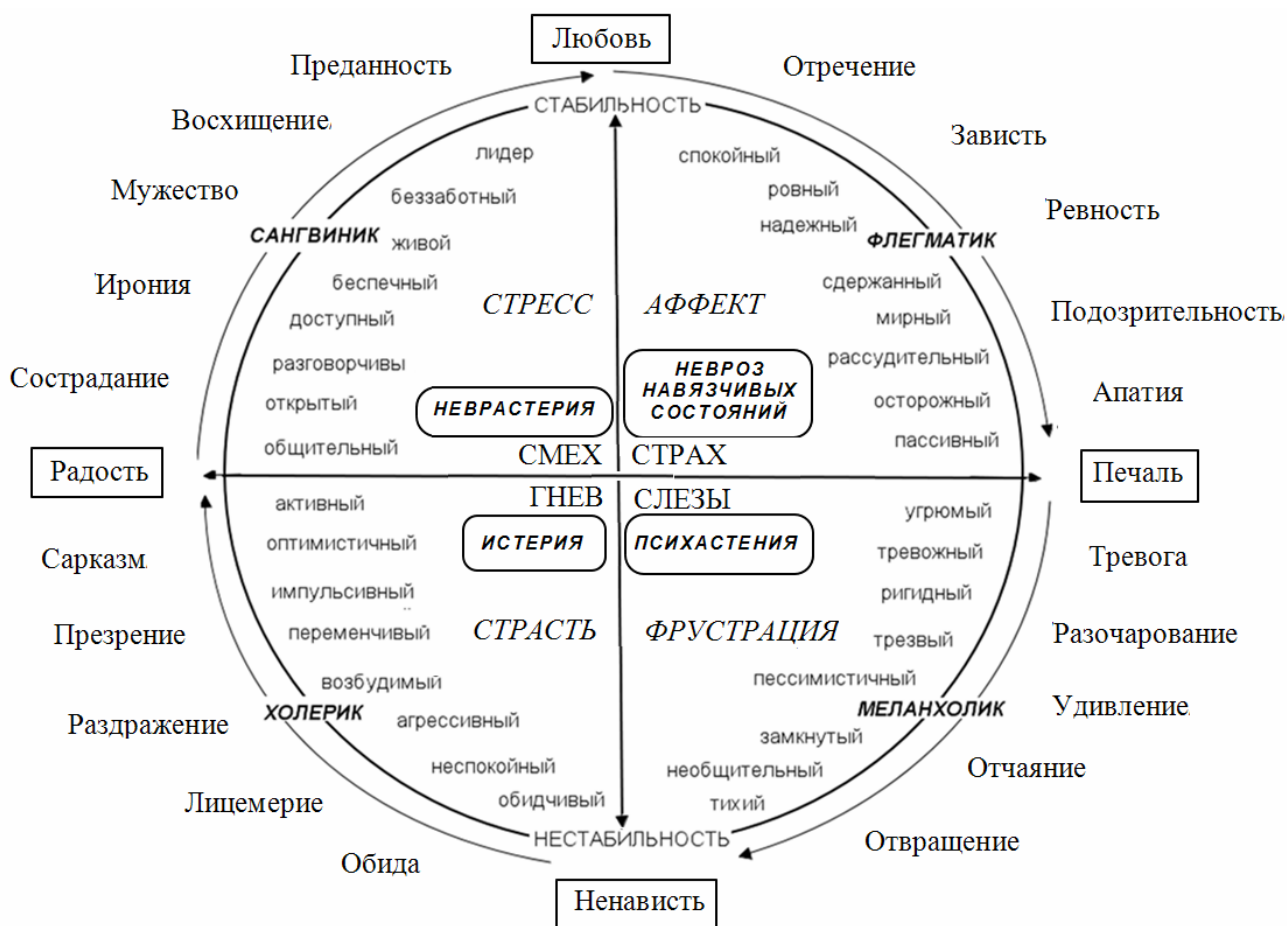 Любовь
Преданность
Отречение
СТАБИЛЬНОСТЬ
Восхищение
Зависть
лидер
спокойный
Мужество
беззаботный
ровный
Ревность
надежный
САНГВИНИК
живой
ФЛЕГМАТИК
Ирония
беспечный
СТРЕСС
АФФЕКТ
сдержанный
Подозрительность
доступный
мирный
Сострадание
разговорчивы
НЕВРОЗ
НАВЯЗЧИВЫХ
СОСТОЯНИЙ
рассудительный
Апатия
открытый
НЕВРАСТЕРИЯ
осторожный
общительный
СМЕХ
СТРАХ
пассивный
Радость
Печаль
активный
ГНЕВ
СЛЕЗЫ
угрюмый
Сарказм
оптимистичный
ИСТЕРИЯ
ПСИХАСТЕНИЯ
тревожный
Тревога
импульсивный
ригидный
Презрение
переменчивый
СТРАСТЬ
ФРУСТРАЦИЯ
трезвый
Разочарование
возбудимый
пессимистичный
Раздражение
ХОЛЕРИК
агрессивный
МЕЛАНХОЛИК
Удивление
замкнутый
неспокойный
необщительный
Отчаяние
Лицемерие
обидчивый
тихий
НЕСТАБИЛЬНОСТЬ
Отвращение
Обида
Ненависть